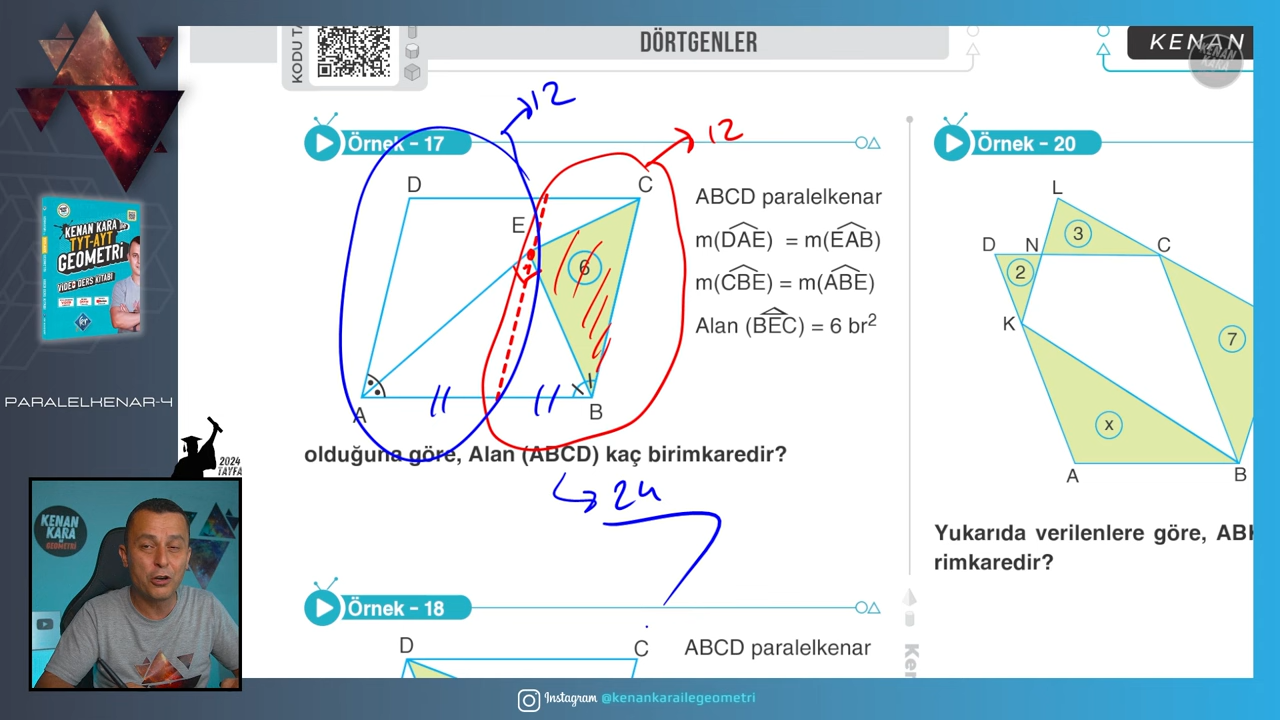 KODU TA
DÖRTGENLER
KENAN
12
12
Örnek - 17
D
C
E
6
A
B
ABCD paralelkenar
m(DAE) = m(EAB)
m(CBE) = m(ABE)
Alan (BEC) = 6 br²
olduğuna göre, Alan (ABCD) kaç birimkaredir?
24
Örnek - 18
D
C
ABCD paralelkenar
Örnek - 20
L
3
D
N
C
2
K
7
x
A
B
Yukarıda verilenlere göre,
rimkaredir?
KENAN KARA
TYT-AYT
GEOMETRİ
VİDEO DERS KİTABI
PARALELKENAR-4
2024
TAYFA
KENAN
KARA
GEOMETRİ
Instagram @kenankarailegeometri